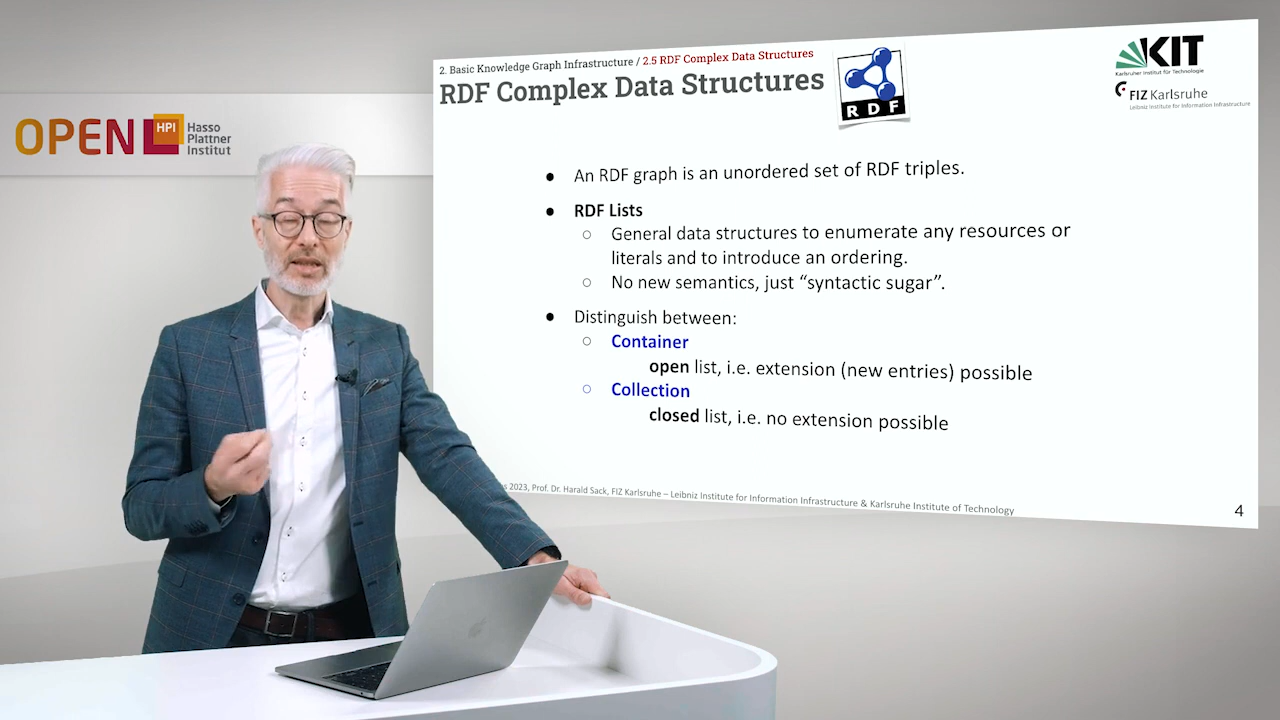 OPEN HPI Hasso
Plattner
Institut
2. Basic Knowledge Graph Infrastructure / 2.5 RDF Complex Data Structures
RDF Complex Data Structures
RDF
KIT
Karlsruher Institut für Technologie
FIZ Karlsruhe
Leibniz Institute for Information Infrastructure
● An RDF graph is an unordered set of RDF triples.
● RDF Lists
○ General data structures to enumerate any resources or
literals and to introduce an ordering.
○ No new semantics, just “syntactic sugar”.
● Distinguish between:
○ Container
open list, i.e. extension (new entries) possible
○ Collection
closed list, i.e. no extension possible
2023, Prof. Dr. Harald Sack, FIZ Karlsruhe – Leibniz Institute for Information Infrastructure & Karlsruhe Institute of Technology
4